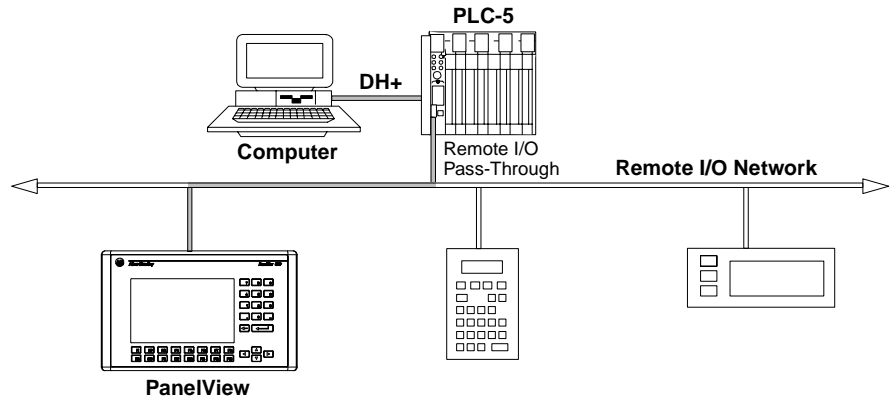 PLC-5
DH+
Computer
Remote I/O
Pass-Through
Remote I/O Network
PanelView